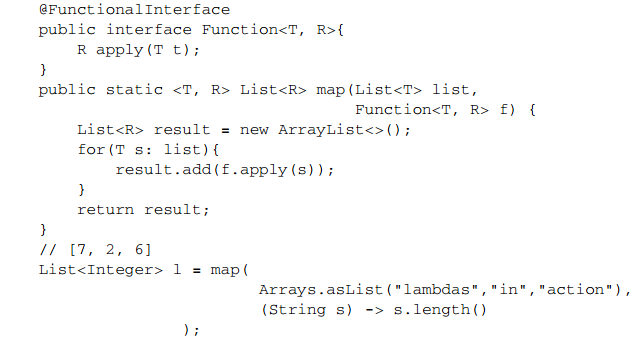 @FunctionalInterface
public interface Function<T, R>{
    R apply(T t);
}
public static <T, R> List<R> map(List<T> list,
                                 Function<T, R> f) {
    List<R> result = new ArrayList<>();
    for(T s: list){
        result.add(f.apply(s));
    }
    return result;
}
// [7, 2, 6]
List<Integer> l = map(
                       Arrays.asList("lambdas","in","action"),
                       (String s) -> s.length()
               );